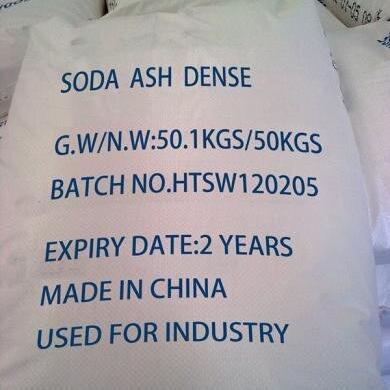 SODA ASH DENSE
G.W/N.W:50.1KGS/50KGS
BATCH NO.HTSW120205
EXPIRY DATE:2 YEARS
MADE IN CHINA
USED FOR INDUSTRY